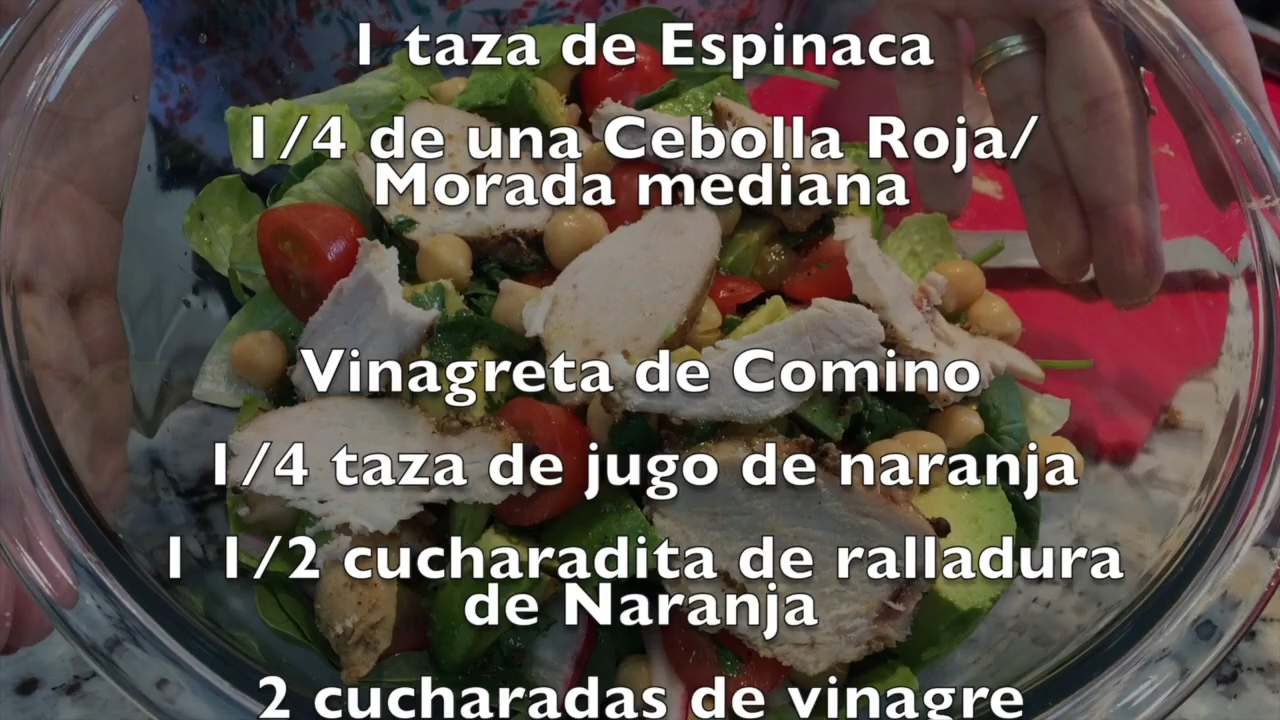 1 taza de Espinaca
1/4 de una Cebolla Roja/
Morada mediana
Vinagreta de Comino
1/4 taza de jugo de naranja
1 1/2 cucharadita de ralladura
de Naranja
2 cucharadas de vinagre